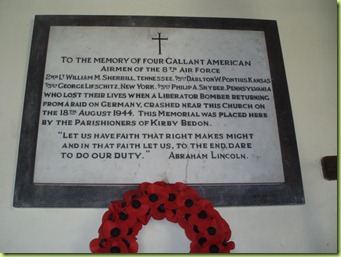 TO THE MEMORY OF FOUR GALLANT AMERICAN
AIRMEN OF THE 8TH AIR FORCE
2ND LT WILLIAM M. SHERRILL, TENNESSEE. DARLTON W. PONTIUS, KANSAS
GEORGE LIFSCHITZ, NEW YORK. PHILIP A. SNYDER, PENNSYLVANIA
WHO LOST THEIR LIVES WHEN A LIBERATOR BOMBER RETURNING
FROM A RAID ON GERMANY, CRASHED NEAR THIS CHURCH ON
THE 18TH AUGUST 1944. THIS MEMORIAL WAS PLACED HERE
BY THE PARISHIONERS OF KIRBY BEDON.
"LET US HAVE FAITH THAT RIGHT MAKES MIGHT
AND IN THAT FAITH LET US, TO THE END, DARE
TO DO OUR DUTY." ABRAHAM LINCOLN.